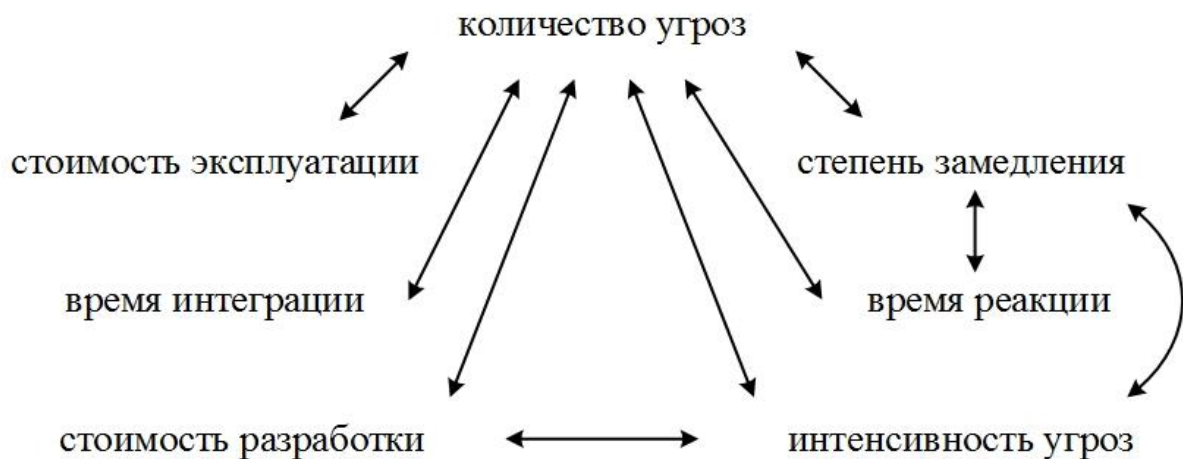 количество угроз
стоимость эксплуатации
степень замедления
время интеграции
время реакции
стоимость разработки
интенсивность угроз